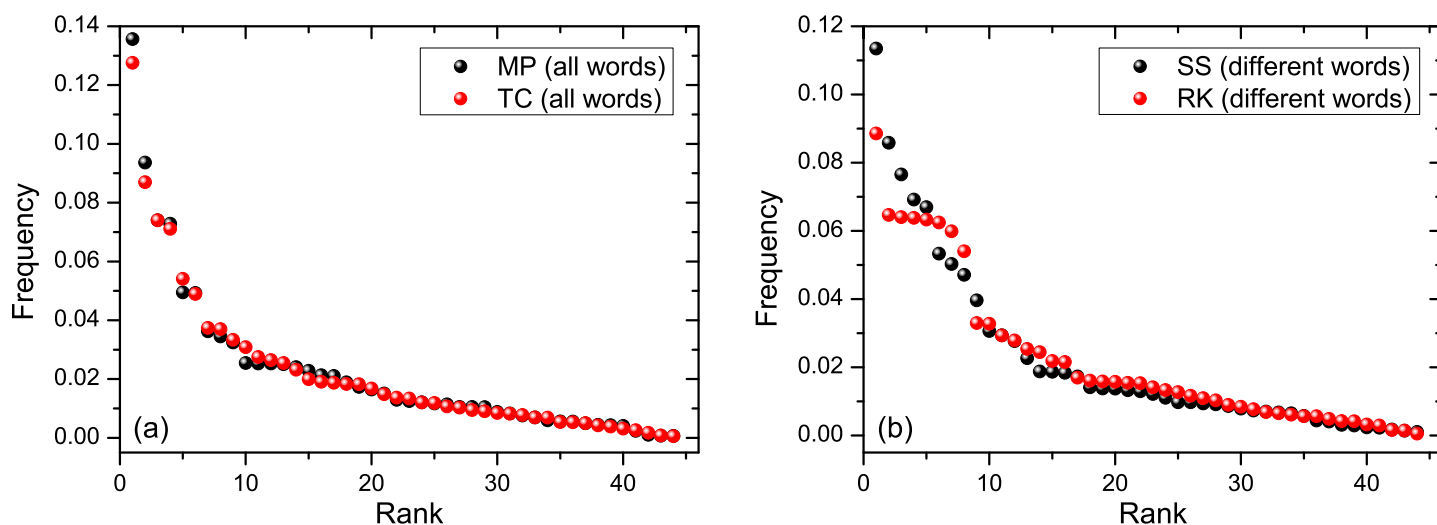 0.14
0.12
0.10
0.08
0.06
0.04
0.02
0.00
Frequency
MP (all words)
TC (all words)
(a)
0 10 20 30 40
Rank
0.12
0.10
0.08
0.06
0.04
0.02
0.00
Frequency
SS (different words)
RK (different words)
(b)
0 10 20 30 40
Rank